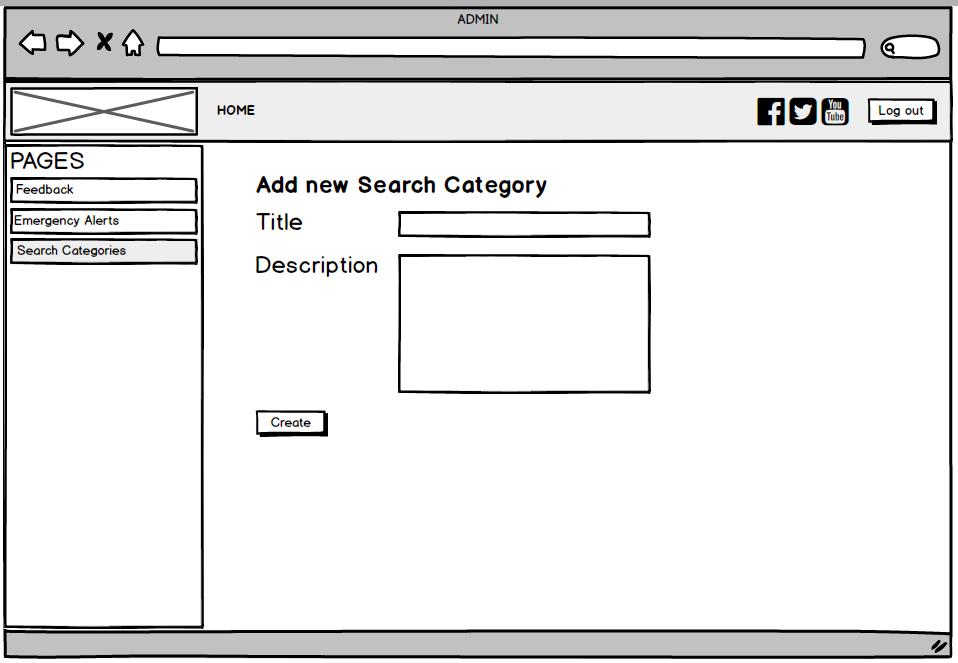 ADMIN
HOME
You
Tube
Log out
PAGES
Feedback
Emergency Alerts
Search Categories
Add new Search Category
Title
Description
Create